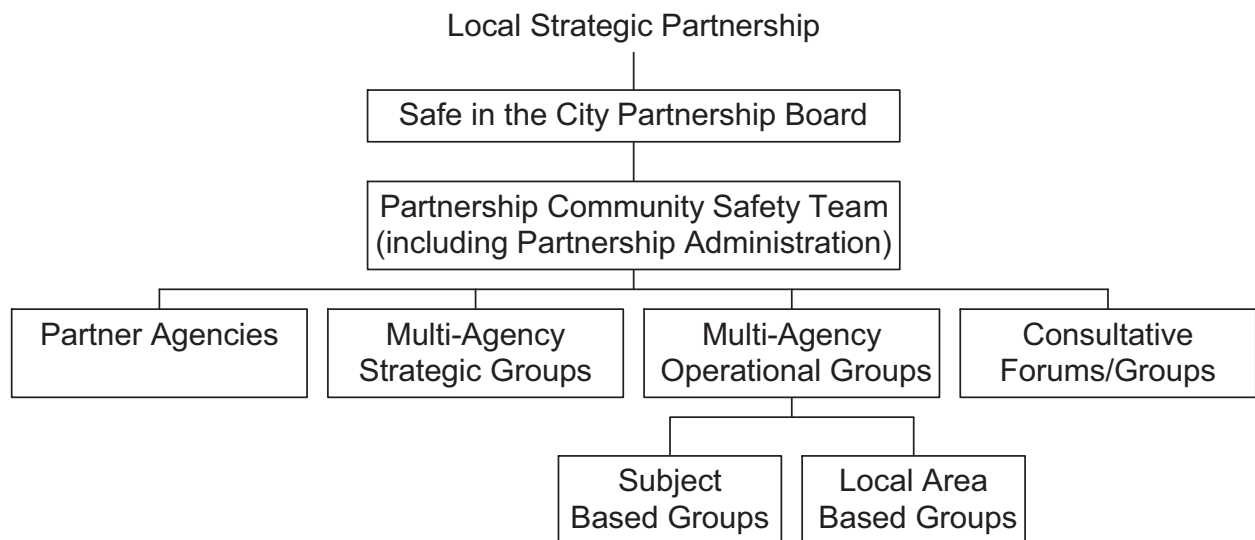 Local Strategic Partnership
Safe in the City Partnership Board
Partnership Community Safety Team
(including Partnership Administration)
Partner Agencies
Multi-Agency
Strategic Groups
Multi-Agency
Operational Groups
Consultative
Forums/Groups
Subject
Based Groups
Local Area
Based Groups